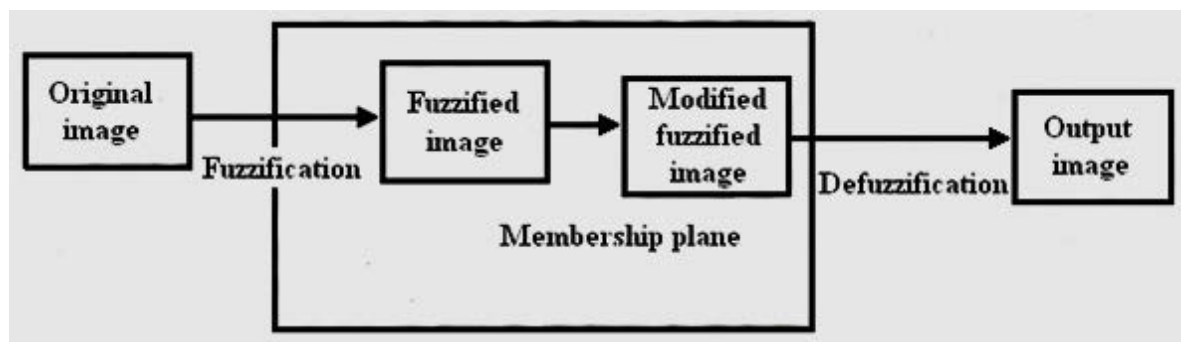 Original
image
Fuzzification
Fuzzified
image
Modified
fuzzified
image
Membership plane
Defuzzification
Output
image